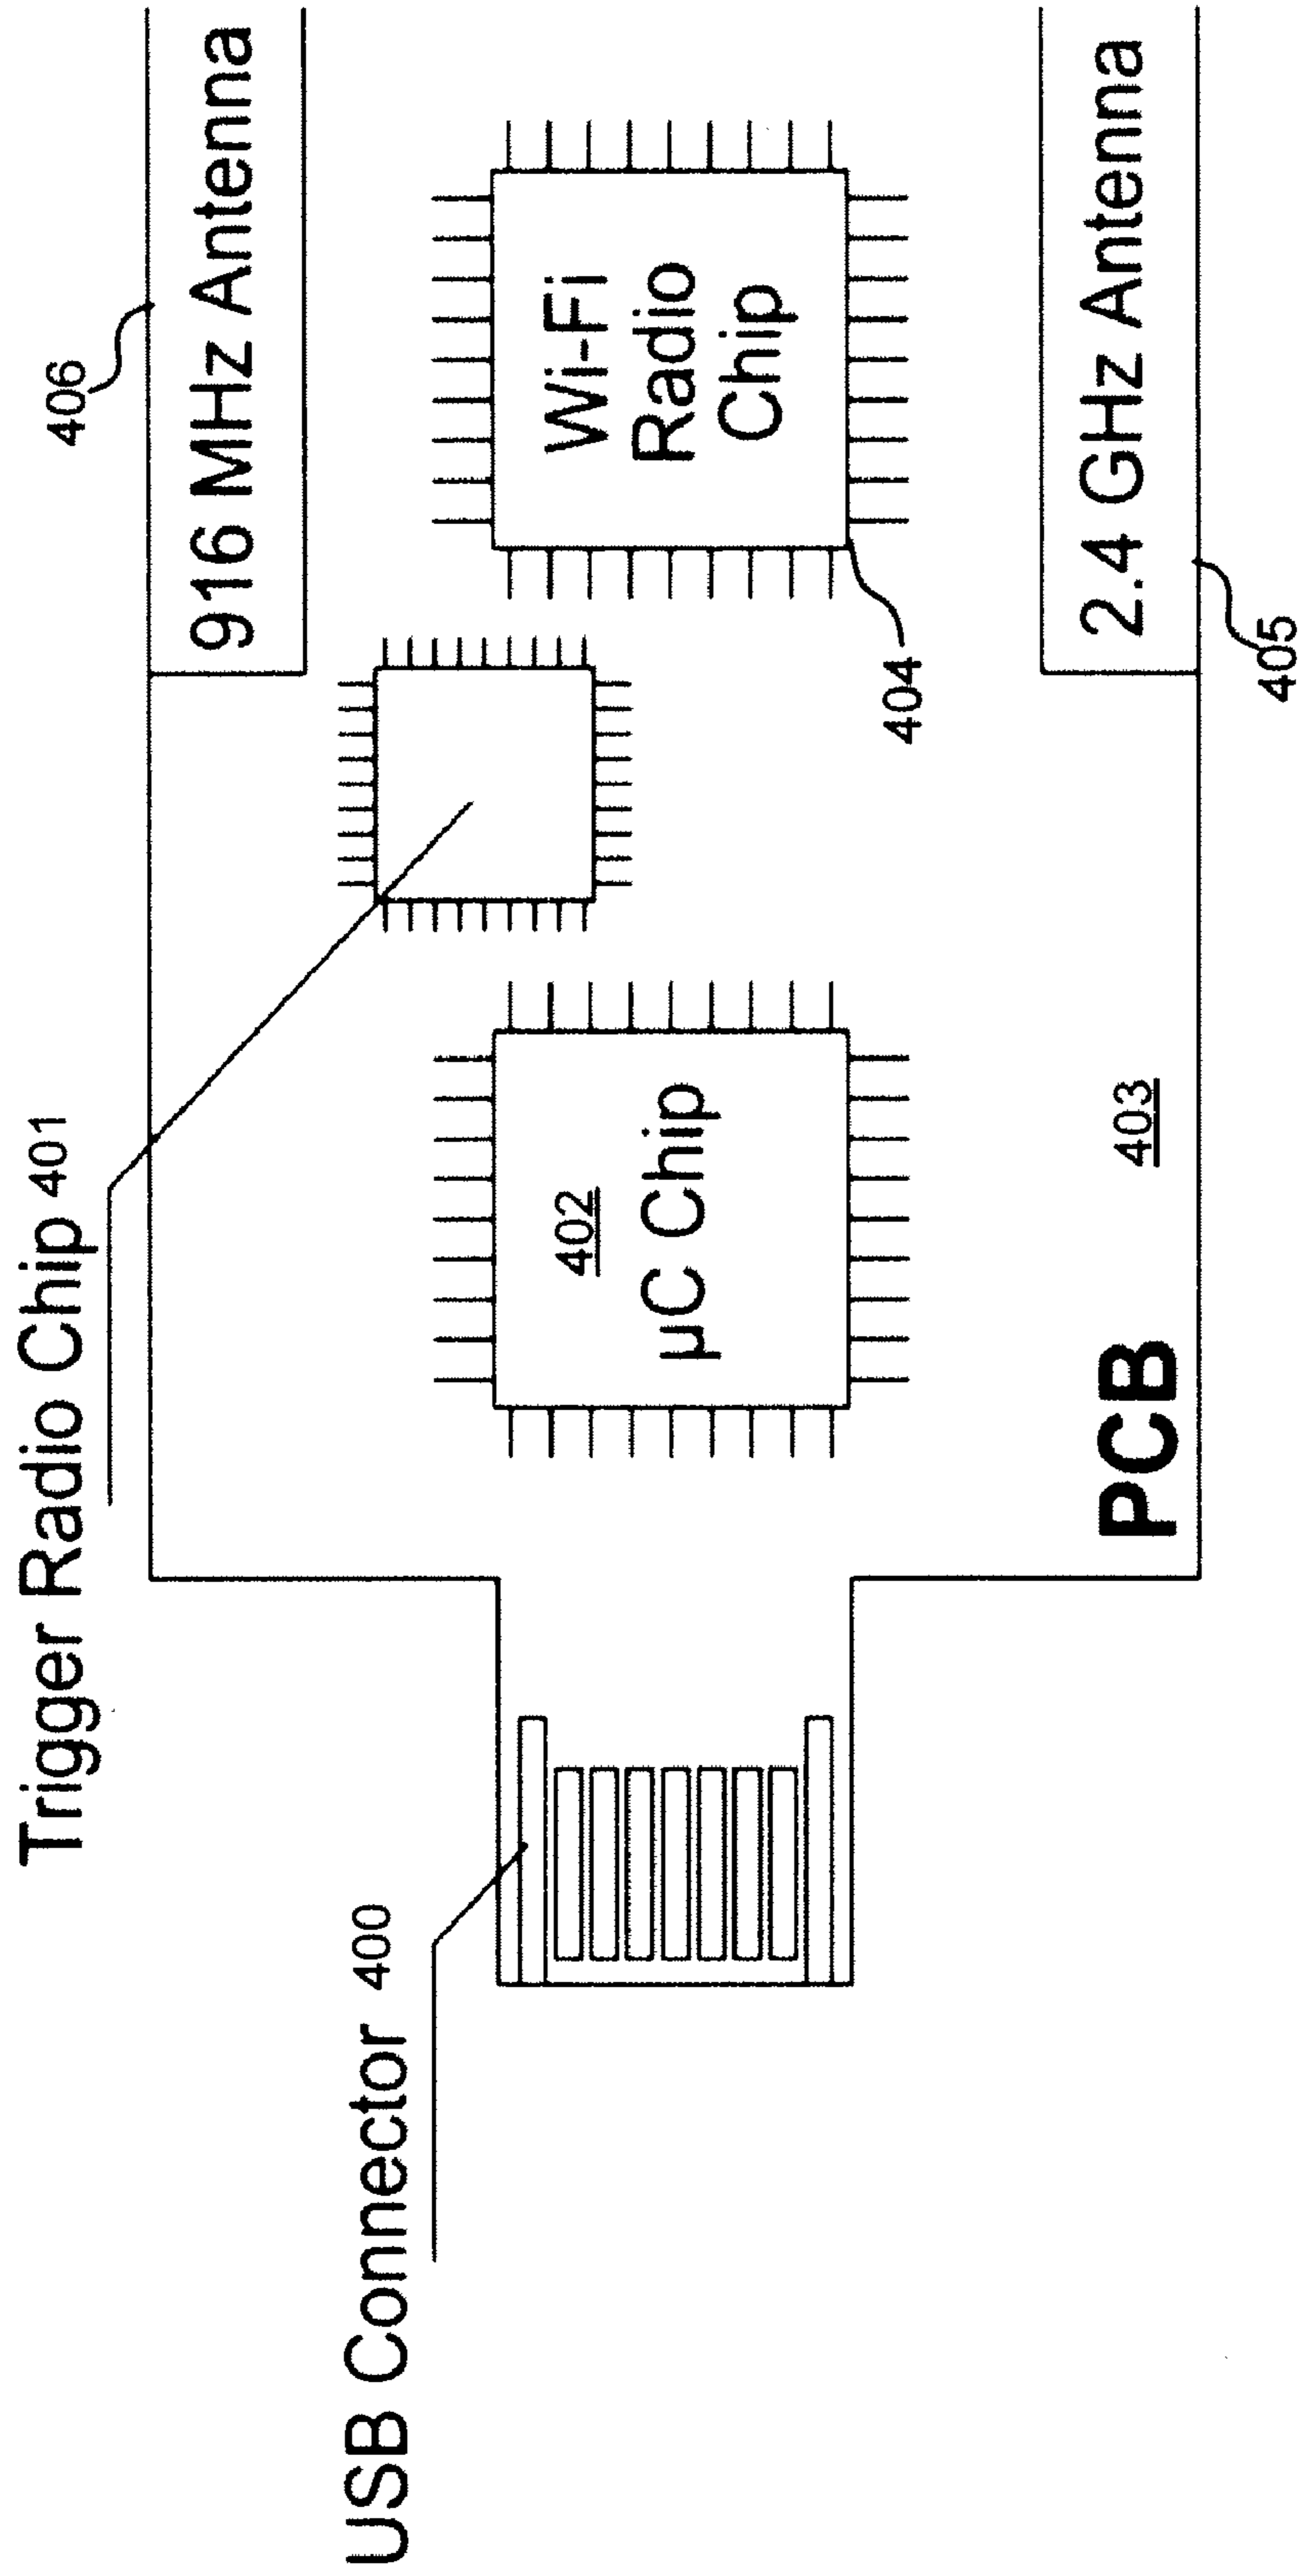 USB Connector 400
Trigger Radio Chip 401
406
916 MHz Antenna
402
µC Chip
Wi-Fi
Radio
Chip
404
PCB
403
2.4 GHz Antenna
405